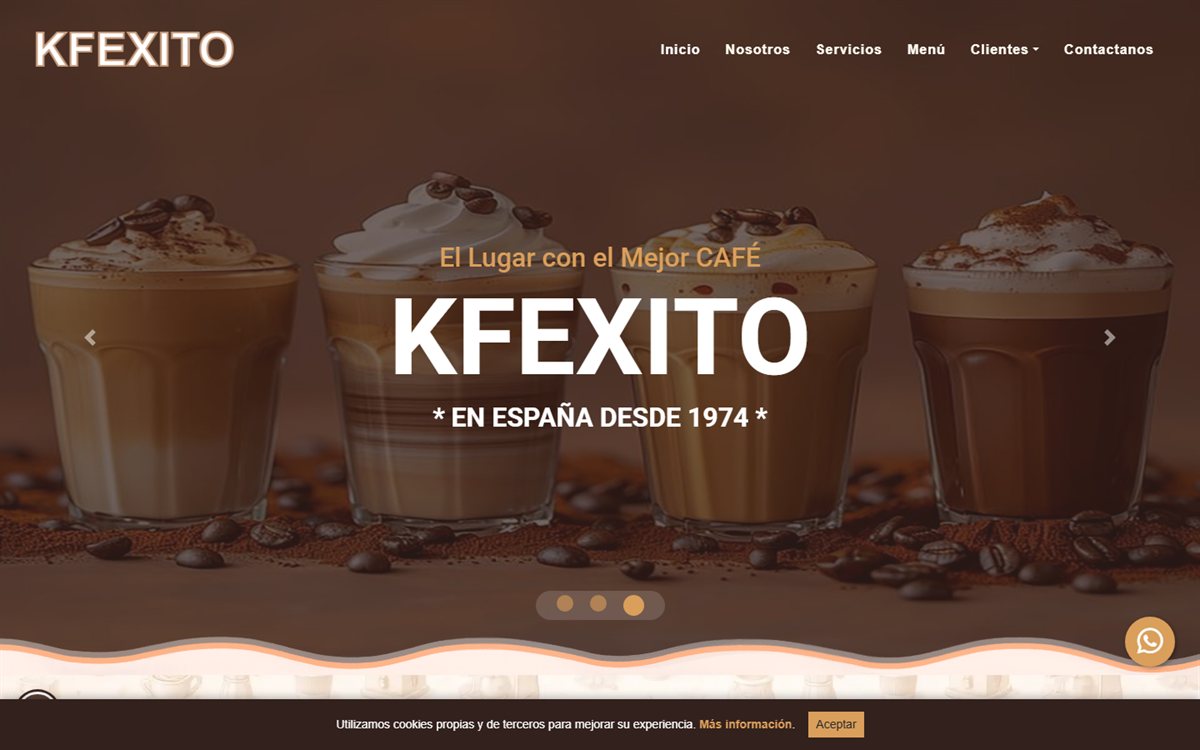 KFEXITO
Inicio
Nosotros
Servicios
Menú
Clientes
Contactanos
El Lugar con el Mejor CAFÉ
KFEXITO
* EN ESPAÑA DESDE 1974 *
Utilizamos cookies propias y de terceros para mejorar su experiencia. Más información.
Aceptar